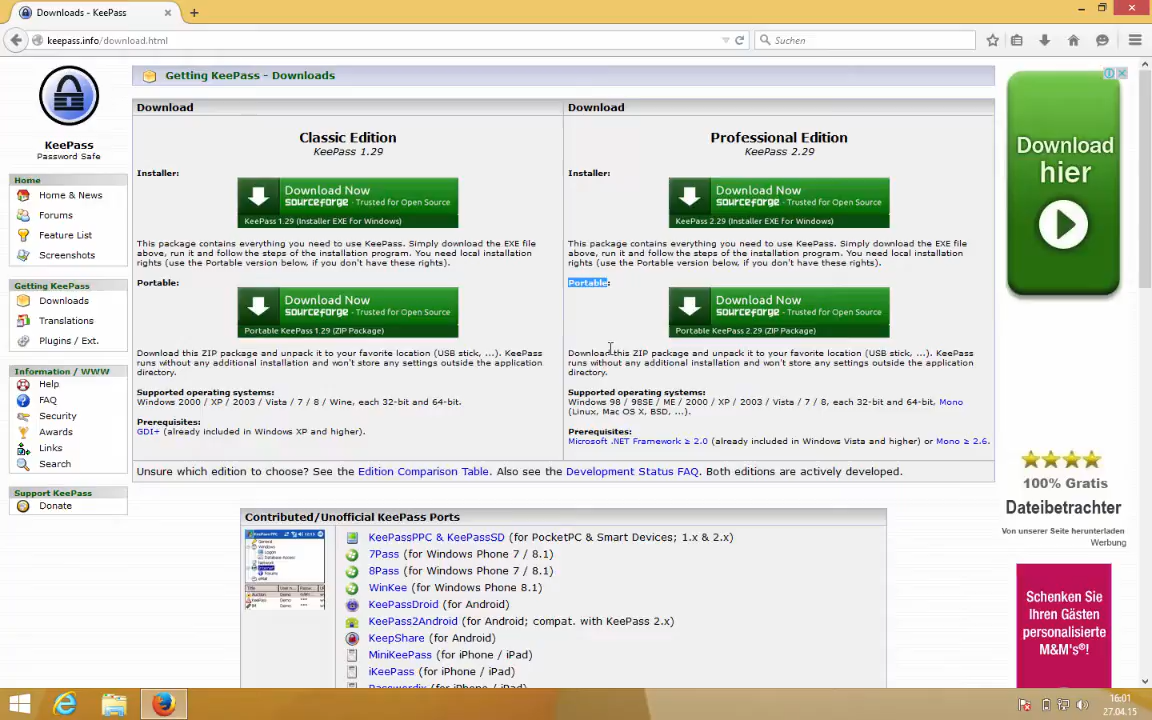 Downloads - KeePass
keepass.info/download.html
Suchen
KeePass
Password Safe
Home
Home & News
Forums
Feature List
Screenshots
Getting KeePass
Downloads
Translations
Plugins / Ext.
Information / WWW
Help
FAQ
Security
Awards
Links
Search
Support KeePass
Donate
Getting KeePass - Downloads
Download
Classic Edition
KeePass 1.29
Installer:
Download Now
sourceforge - Trusted for Open Source
KeePass 1.29 (Installer EXE for Windows)
This package contains everything you need to use KeePass. Simply download the EXE file
above, run it and follow the steps of the installation program. You need local installation
rights (use the Portable version below, if you don't have these rights).
Portable:
Download Now
sourceforge - Trusted for Open Source
Portable KeePass 1.29 (ZIP Package)
Download this ZIP package and unpack it to your favorite location (USB stick, ...). KeePass
runs without any additional installation and won't store any settings outside the application
directory.
Supported operating systems:
Windows 2000 / XP / 2003 / Vista / 7 / 8 / Wine, each 32-bit and 64-bit.
Prerequisites:
GDI+ (already included in Windows XP and higher).
Download
Professional Edition
KeePass 2.29
Installer:
Download Now
sourceforge - Trusted for Open Source
KeePass 2.29 (Installer EXE for Windows)
This package contains everything you need to use KeePass. Simply download the EXE file
above, run it and follow the steps of the installation program. You need local installation
rights (use the Portable version below, if you don't have these rights).
Portable:
Download Now
sourceforge - Trusted for Open Source
Portable KeePass 2.29 (ZIP Package)
Download this ZIP package and unpack it to your favorite location (USB stick, ...). KeePass
runs without any additional installation and won't store any settings outside the application
directory.
Supported operating systems:
Windows 98 / 98SE / ME / 2000 / XP / 2003 / Vista / 7 / 8, each 32-bit and 64-bit, Mono
(Linux, Mac OS X, BSD, ...).
Prerequisites:
Microsoft .NET Framework ≥ 2.0 (already included in Windows Vista and higher) or Mono ≥ 2.6.
Unsure which edition to choose? See the Edition Comparison Table. Also see the Development Status FAQ. Both editions are actively developed.
Contributed/Unofficial KeePass Ports
KeePassPPC & KeePassSD (for PocketPC & Smart Devices; 1.x & 2.x)
7Pass (for Windows Phone 7 / 8.1)
8Pass (for Windows Phone 7 / 8.1)
WinKee (for Windows Phone 8.1)
KeePassDroid (for Android)
KeePass2Android (for Android; compat. with KeePass 2.x)
KeepShare (for Android)
MiniKeePass (for iPhone / iPad)
iKeePass (for iPhone / iPad)
Download
hier
100% Gratis
Dateibetrachter
Von unserer Seite herunterladen
Werbung
Schenken Sie
Ihren Gästen
personalisierte
M&M's®!
16:01
27.04.15